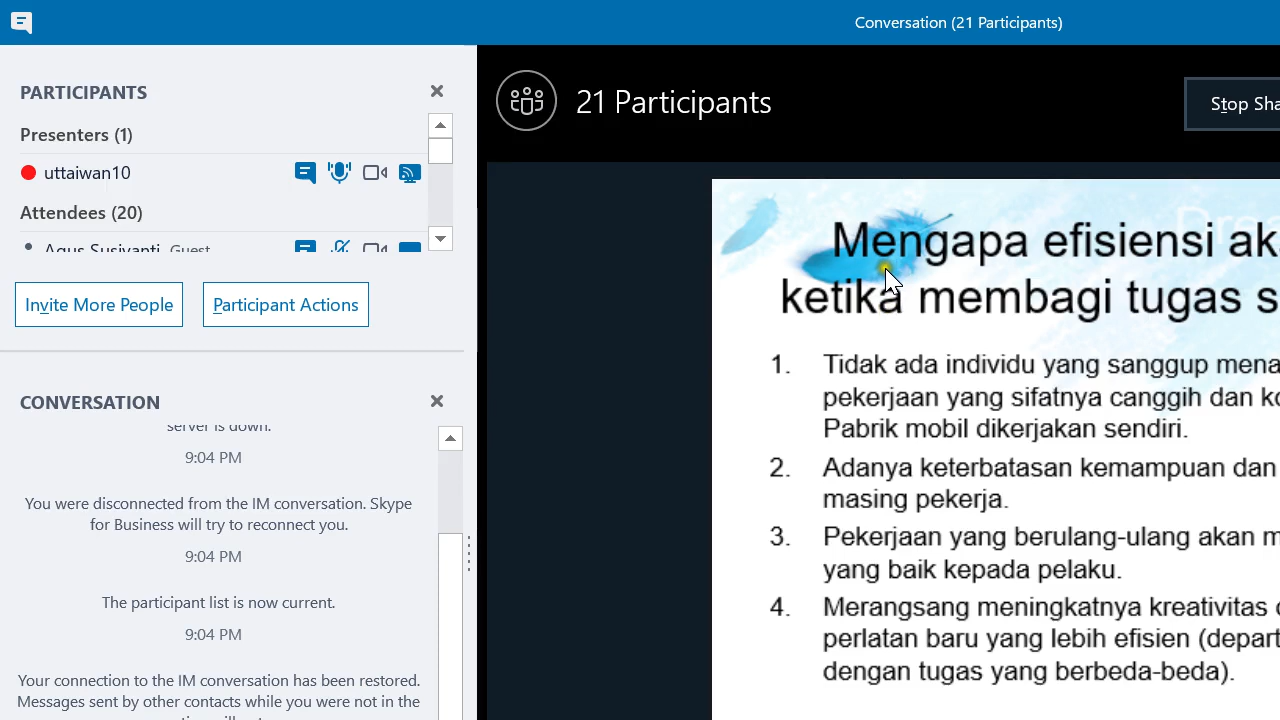 Conversation (21 Participants)
PARTICIPANTS
Presenters (1)
uttaiwan10
Attendees (20)
Agus Susiyanti Guest
Invite More People
Participant Actions
CONVERSATION
server is down.
9:04 PM
You were disconnected from the IM conversation. Skype
for Business will try to reconnect you.
9:04 PM
The participant list is now current.
9:04 PM
Your connection to the IM conversation has been restored.
Messages sent by other contacts while you were not in the
21 Participants
Stop Sha
Mengapa efisiensi ak
ketika membagi tugas s
1. Tidak ada individu yang sanggup mena
pekerjaan yang sifatnya canggih dan ko
Pabrik mobil dikerjakan sendiri.
2. Adanya keterbatasan kemampuan dan
masing pekerja.
3. Pekerjaan yang berulang-ulang akan m
yang baik kepada pelaku.
4. Merangsang meningkatnya kreativitas d
perlatan baru yang lebih efisien (depart
dengan tugas yang berbeda-beda).